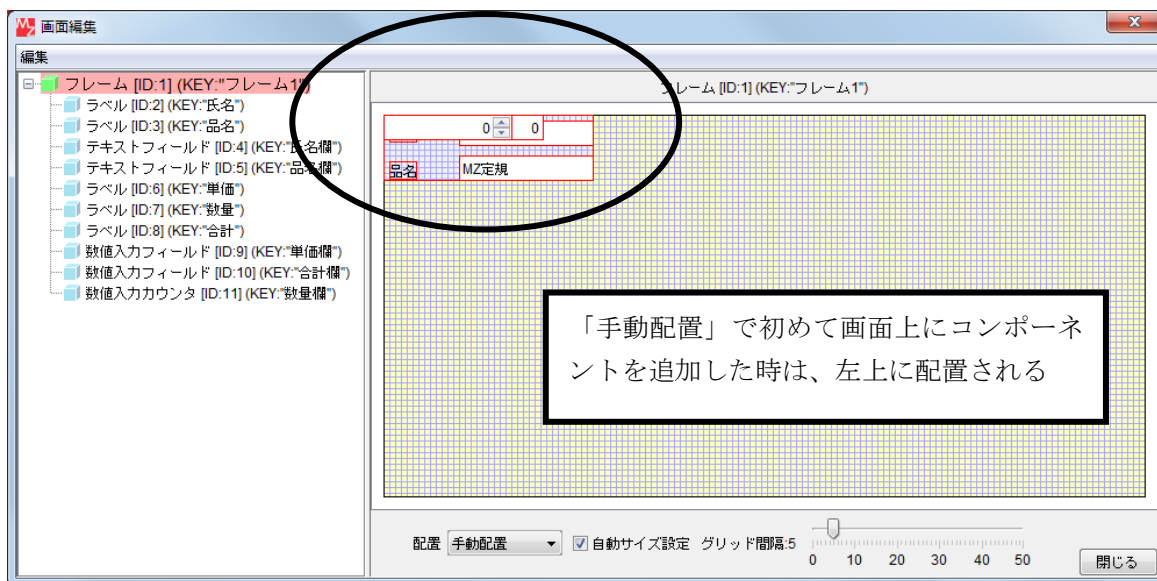 画面編集
編集
フレーム [ID:1] (KEY:"フレーム1")
ラベル [ID:2] (KEY:"氏名")
ラベル [ID:3] (KEY:"品名")
テキストフィールド [ID:4] (KEY:"氏名欄")
テキストフィールド [ID:5] (KEY:"品名欄")
ラベル [ID:6] (KEY:"単価")
ラベル [ID:7] (KEY:"数量")
ラベル [ID:8] (KEY:"合計")
数値入力フィールド [ID:9] (KEY:"単価欄")
数値入力フィールド [ID:10] (KEY:"合計欄")
数値入力カウンタ [ID:11] (KEY:"数量欄")
フレーム [ID:1] (KEY:"フレーム1")
0 0
品名 MZ定規
「手動配置」で初めて画面上にコンポーネ
ントを追加した時は、左上に配置される
配置 手動配置 自動サイズ設定 グリッド間隔:5
0 10 20 30 40 50
閉じる